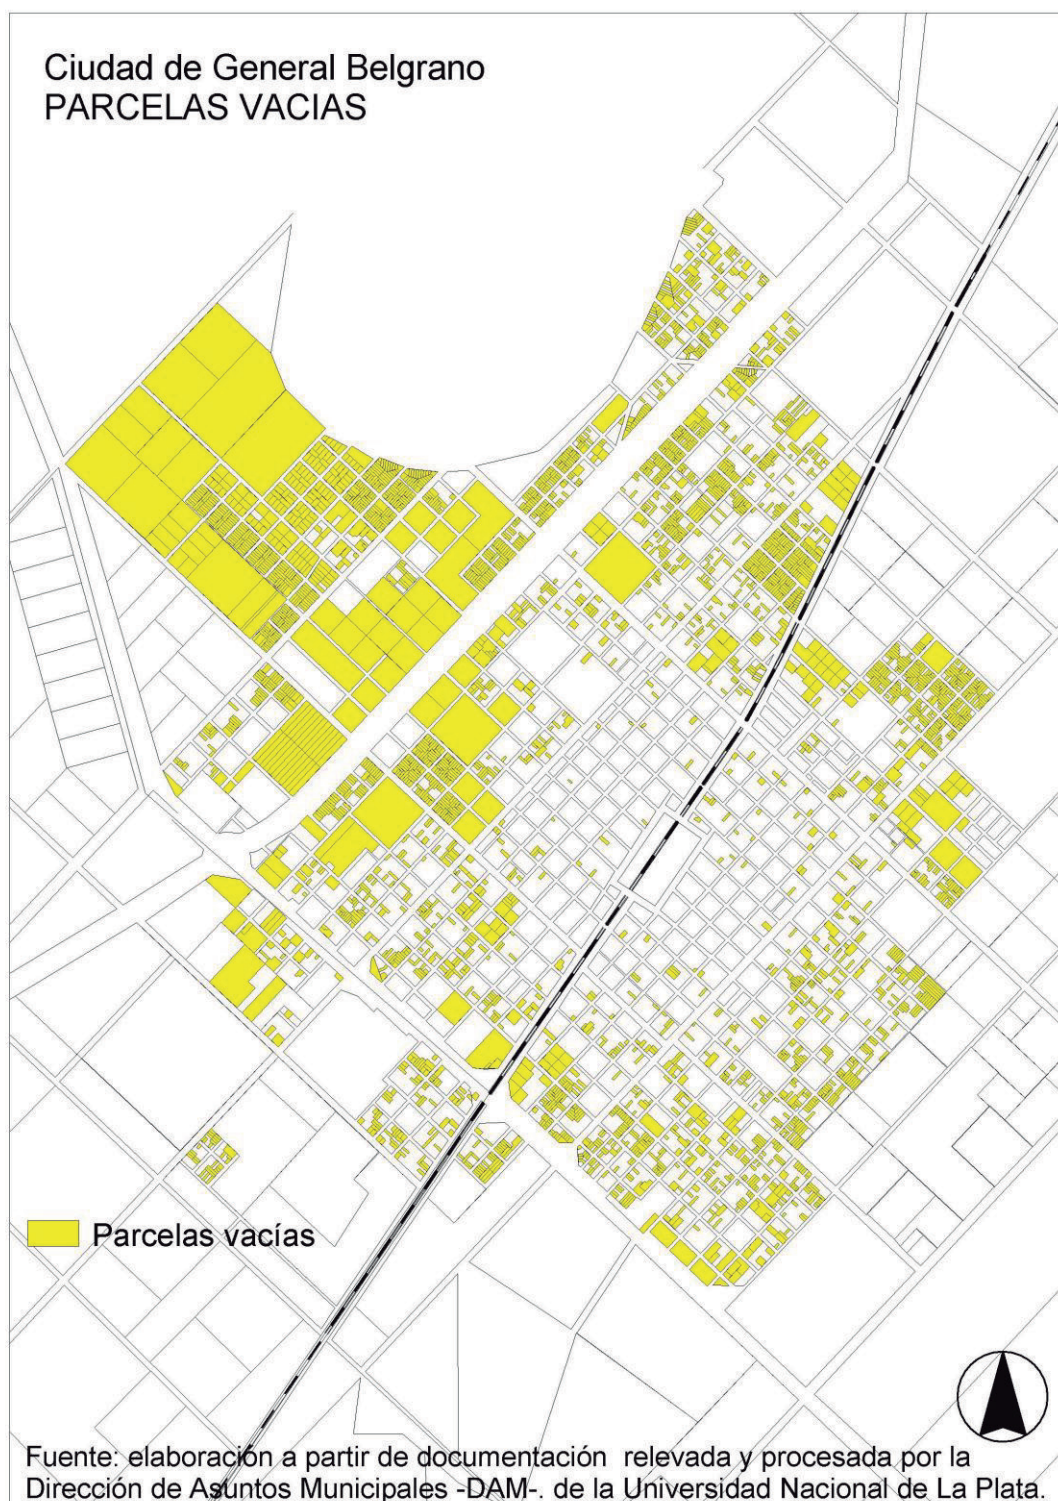 Ciudad de General Belgrano
PARCELAS VACIAS
Parcelas vacías
Fuente: elaboración a partir de documentación relevada y procesada por la
Dirección de Asuntos Municipales -DAM-. de la Universidad Nacional de La Plata.